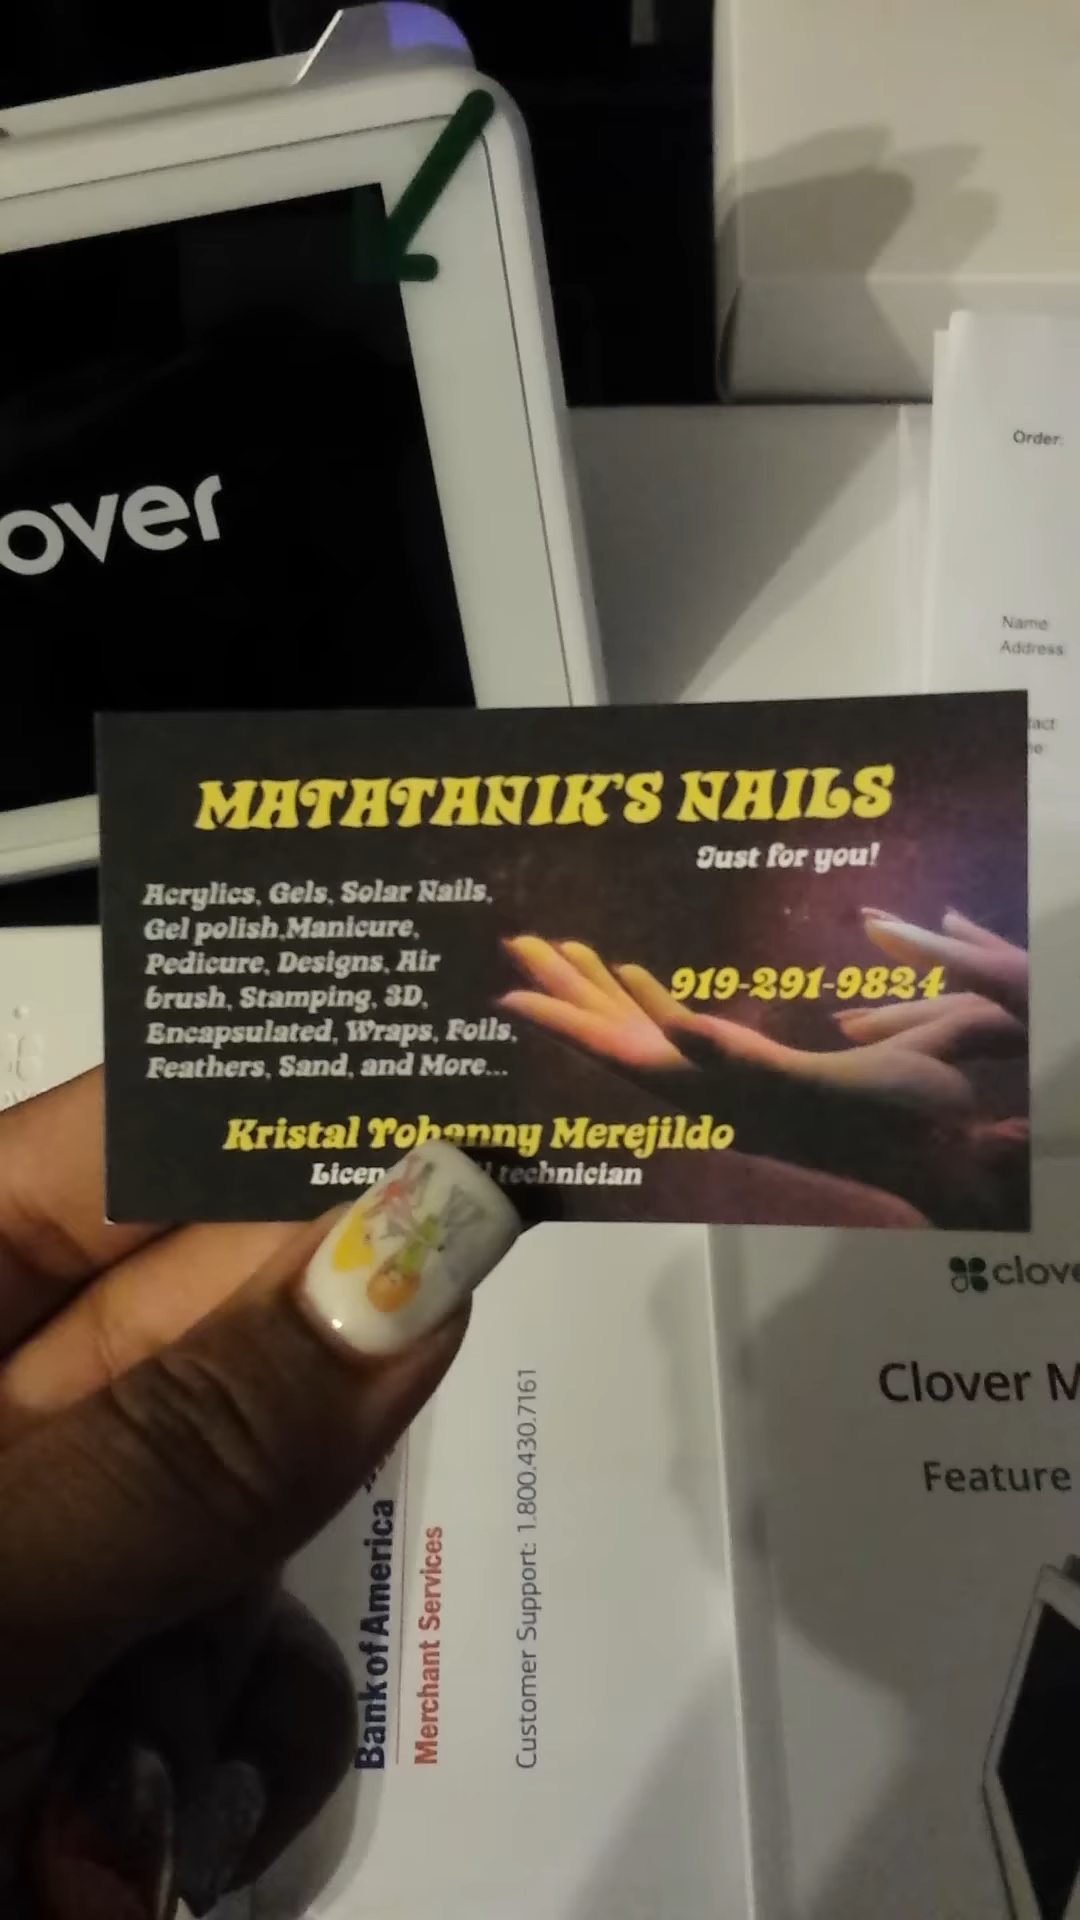 over
Order:
Name
Address:
MATATANIK'S NAILS
Just for you!
Acrylics, Gels, Solar Nails,
Gel polish,Manicure,
Pedicure, Designs, Air
brush, Stamping, 3D,
Encapsulated, Wraps, Foils,
Feathers, Sand, and More...
919-291-9824
Kristal Yohanny Merejildo
technician
clove
Clover M
Feature
Bank of America
Merchant Services
Customer Support: 1.800.430.7161